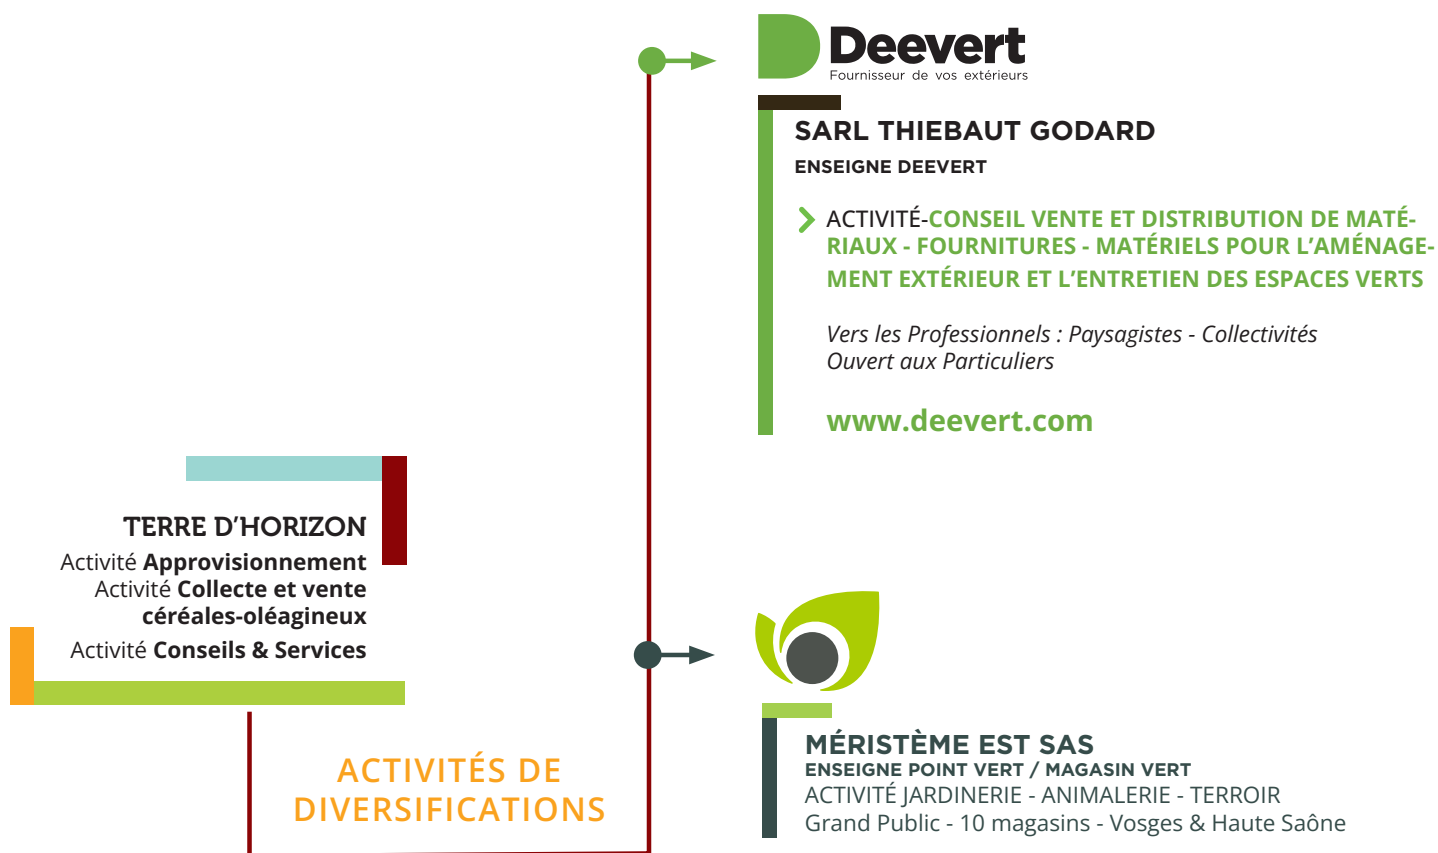 Deevert
Fournisseur de vos extérieurs
SARL THIEBAUT GODARD
ENSEIGNE DEEVERT
ACTIVITÉ-CONSEIL VENTE ET DISTRIBUTION DE MATÉ-
RIAUX - FOURNITURES - MATÉRIELS POUR L'AMÉNAGE-
MENT EXTÉRIEUR ET L'ENTRETIEN DES ESPACES VERTS
Vers les Professionnels : Paysagistes - Collectivités
Ouvert aux Particuliers
www.deevert.com
TERRE D'HORIZON
Activité Approvisionnement
Activité Collecte et vente
céréales-oléagineux
Activité Conseils & Services
ACTIVITÉS DE
DIVERSIFICATIONS
MÉRISTÈME EST SAS
ENSEIGNE POINT VERT / MAGASIN VERT
ACTIVITÉ JARDINERIE - ANIMALERIE - TERROIR
Grand Public - 10 magasins - Vosges & Haute Saône